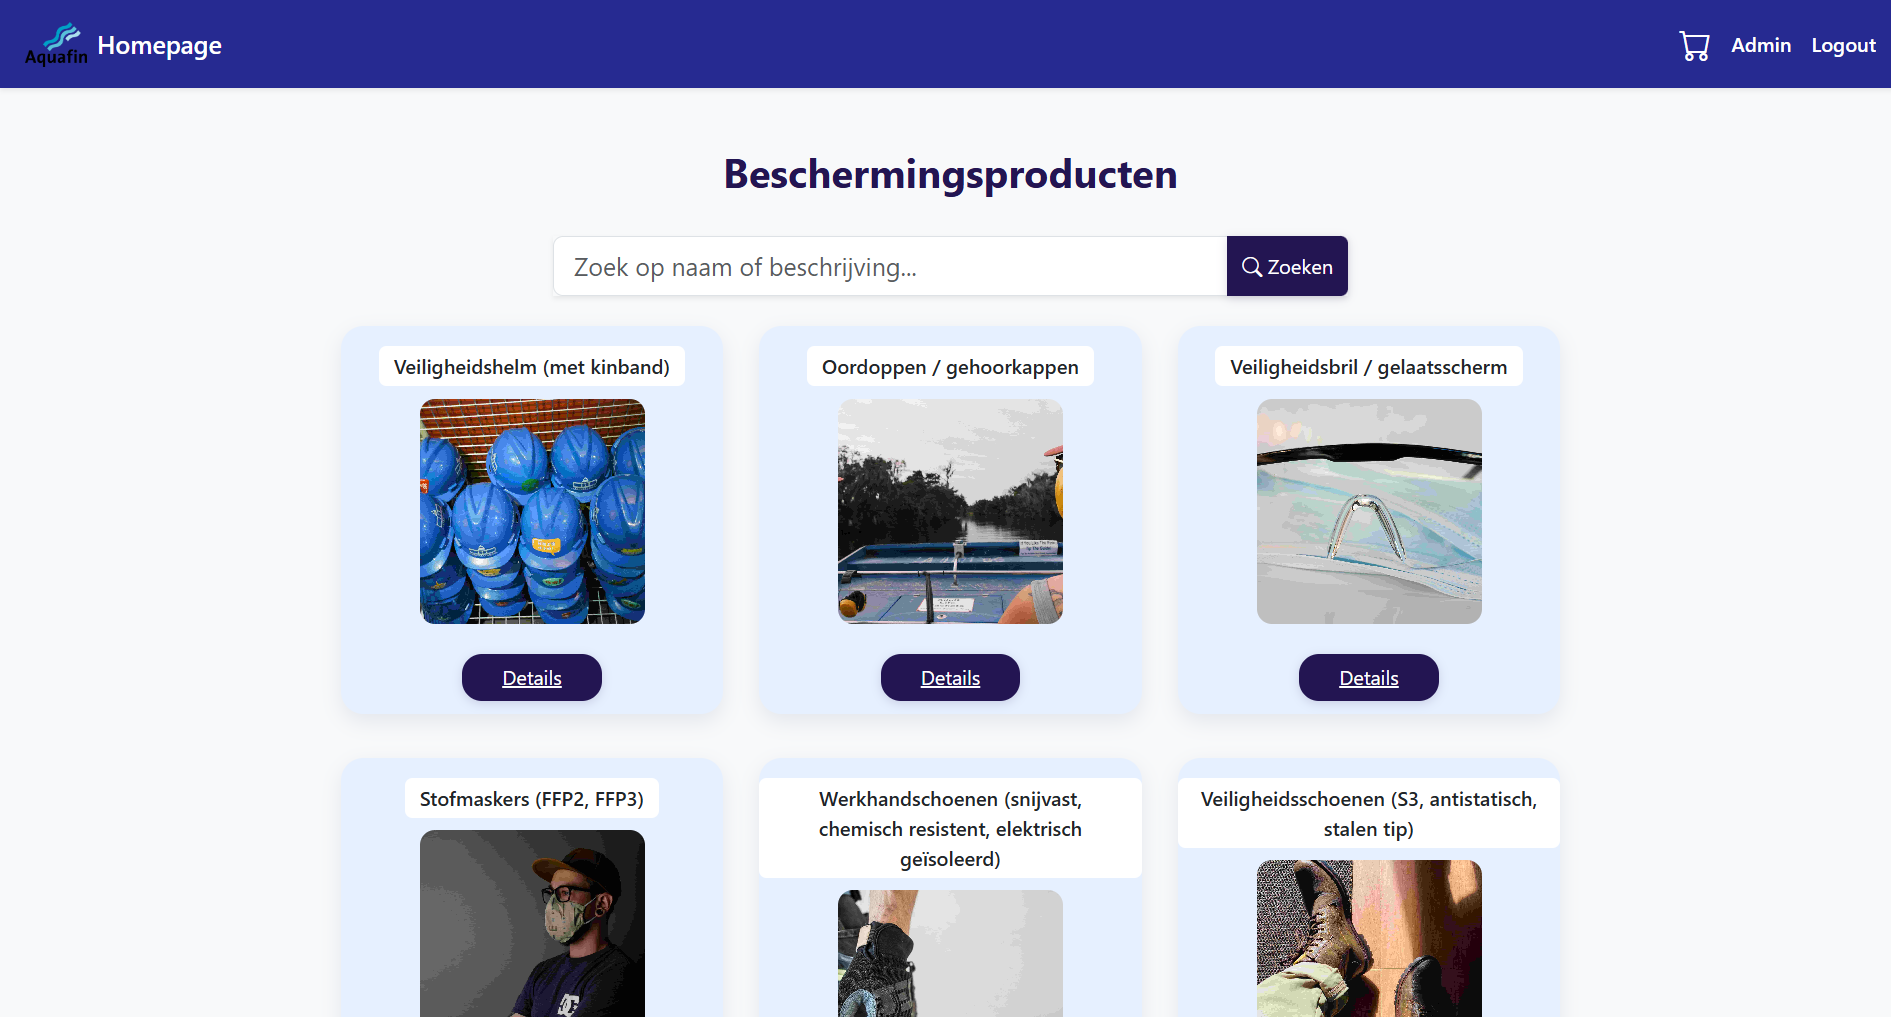 Aquafin Homepage
Admin
Logout
Beschermingsproducten
Zoek op naam of beschrijving...
Zoeken
Veiligheidshelm (met kinband)
Oordoppen / gehoorkappen
Veiligheidsbril / gelaatsscherm
Details
Details
Details
Stofmaskers (FFP2, FFP3)
Werkhandschoenen (snijvast,
chemisch resistent, elektrisch
geïsoleerd)
Veiligheidsschoenen (S3, antistatisch,
stalen tip)